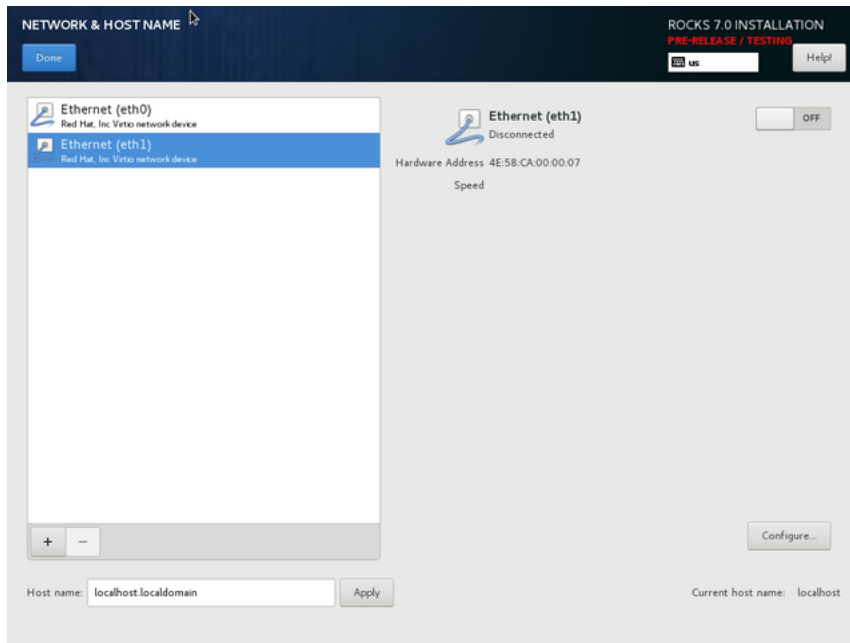 NETWORK & HOST NAME
ROCKS 7.0 INSTALLATION
PRE-RELEASE / TESTING
Done
us
Help!
Ethernet (eth0)
Red Hat, Inc Virtio network device
Ethernet (eth1)
Red Hat, Inc Virtio network device
Ethernet (eth1)
Disconnected
OFF
Hardware Address 4E:58:CA:00:00:07
Speed
+ −
Configure...
Host name: localhost.localdomain Apply
Current host name: localhost